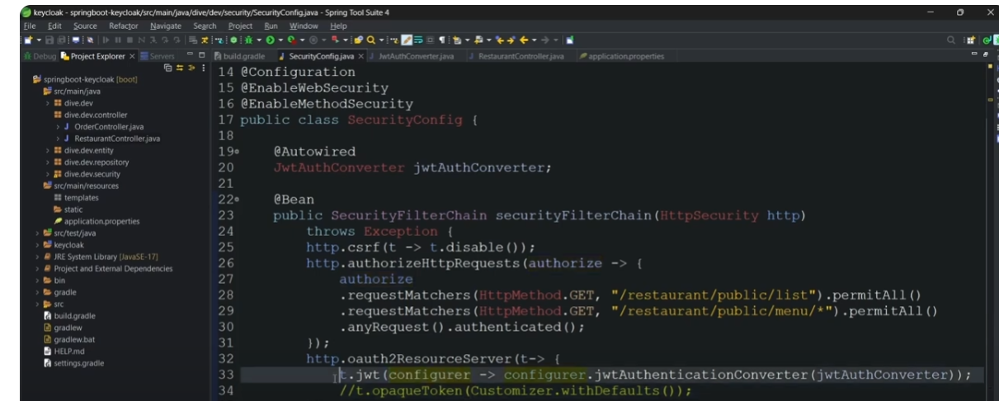 keycloak - springboot-keycloak/src/main/java/dive/dev/security/SecurityConfig.java - Spring Tool Suite 4
File Edit Source Refactor Navigate Search Project Run Window Help
Debug Project Explorer Servers
build.gradle SecurityConfig.java JwtAuthConverter.java RestaurantController.java application.properties
springboot-keycloak [boot]
src/main/java
dive.dev
dive.dev.controller
OrderController.java
RestaurantController.java
dive.dev.entity
dive.dev.repository
dive.dev.security
src/main/resources
templates
static
application.properties
src/test/java
keycloak
JRE System Library [JavaSE-17]
Project and External Dependencies
bin
gradle
src
build.gradle
gradlew
gradlew.bat
HELP.md
settings.gradle
14 @Configuration
15 @EnableWebSecurity
16 @EnableMethodSecurity
17 public class SecurityConfig {
18
19 @Autowired
20 JwtAuthConverter jwtAuthConverter;
21
22 @Bean
23 public SecurityFilterChain securityFilterChain(HttpSecurity http)
24 throws Exception {
25 http.csrf(t -> t.disable());
26 http.authorizeHttpRequests(authorize -> {
27 authorize
28 .requestMatchers(HttpMethod.GET, "/restaurant/public/list").permitAll()
29 .requestMatchers(HttpMethod.GET, "/restaurant/public/menu/*").permitAll()
30 .anyRequest().authenticated();
31 });
32 http.oauth2ResourceServer(t-> {
33 t.jwt(configurer -> configurer.jwtAuthenticationConverter(jwtAuthConverter));
34 //t.opaqueToken(Customizer.withDefaults());